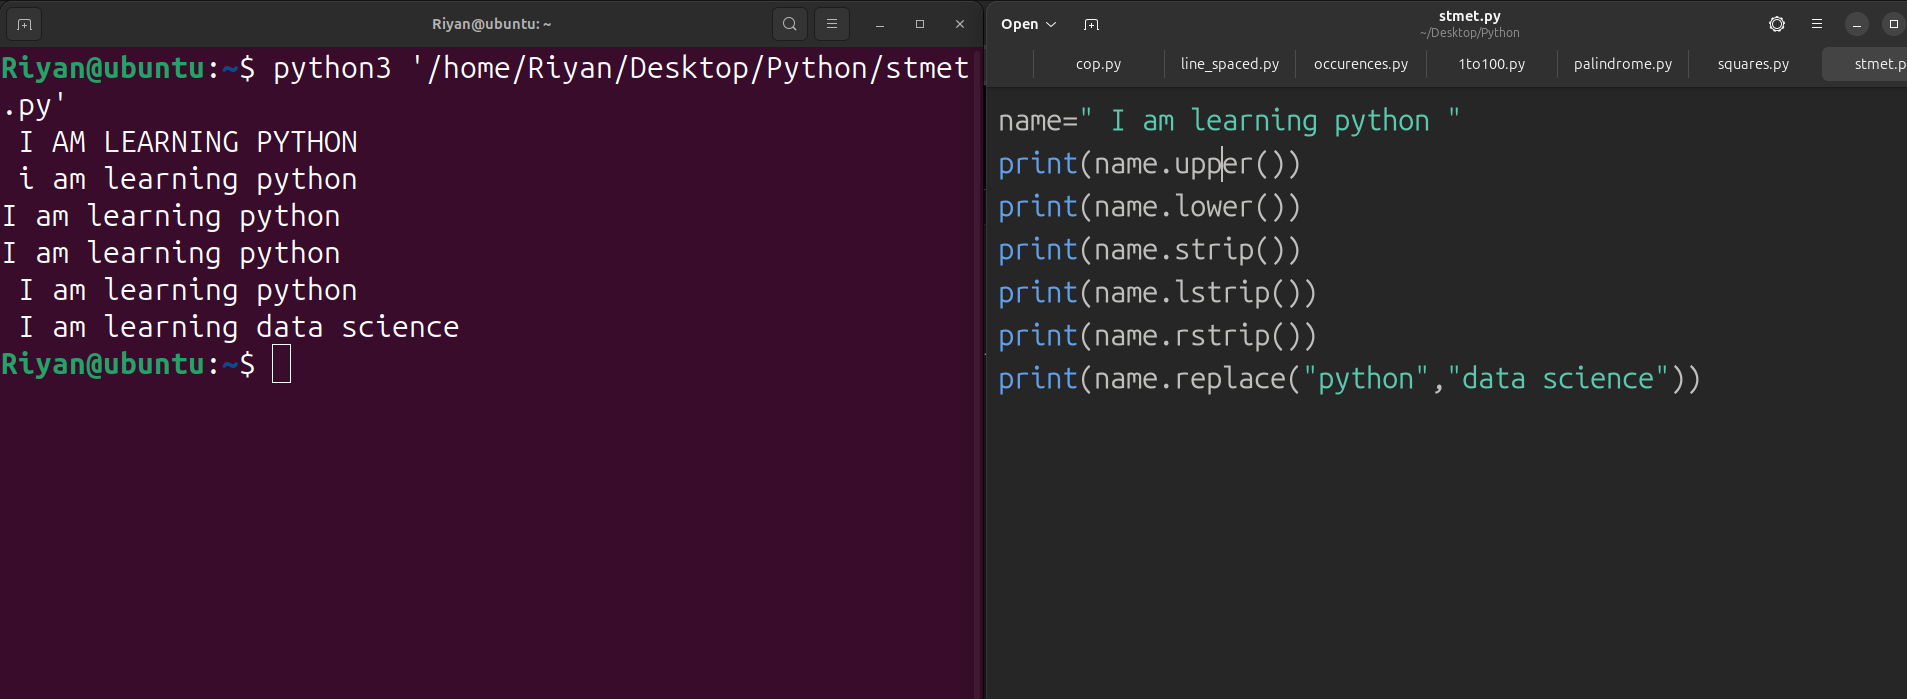 Riyan@ubuntu: ~
Riyan@ubuntu:~$ python3 '/home/Riyan/Desktop/Python/stmet
.py'
 I AM LEARNING PYTHON
 i am learning python
I am learning python
I am learning python
 I am learning python
 I am learning data science
Riyan@ubuntu:~$
Open
stmet.py
~/Desktop/Python
cop.py
line_spaced.py
occurences.py
1to100.py
palindrome.py
squares.py
stmet.p
name=" I am learning python "
print(name.upper())
print(name.lower())
print(name.strip())
print(name.lstrip())
print(name.rstrip())
print(name.replace("python","data science"))